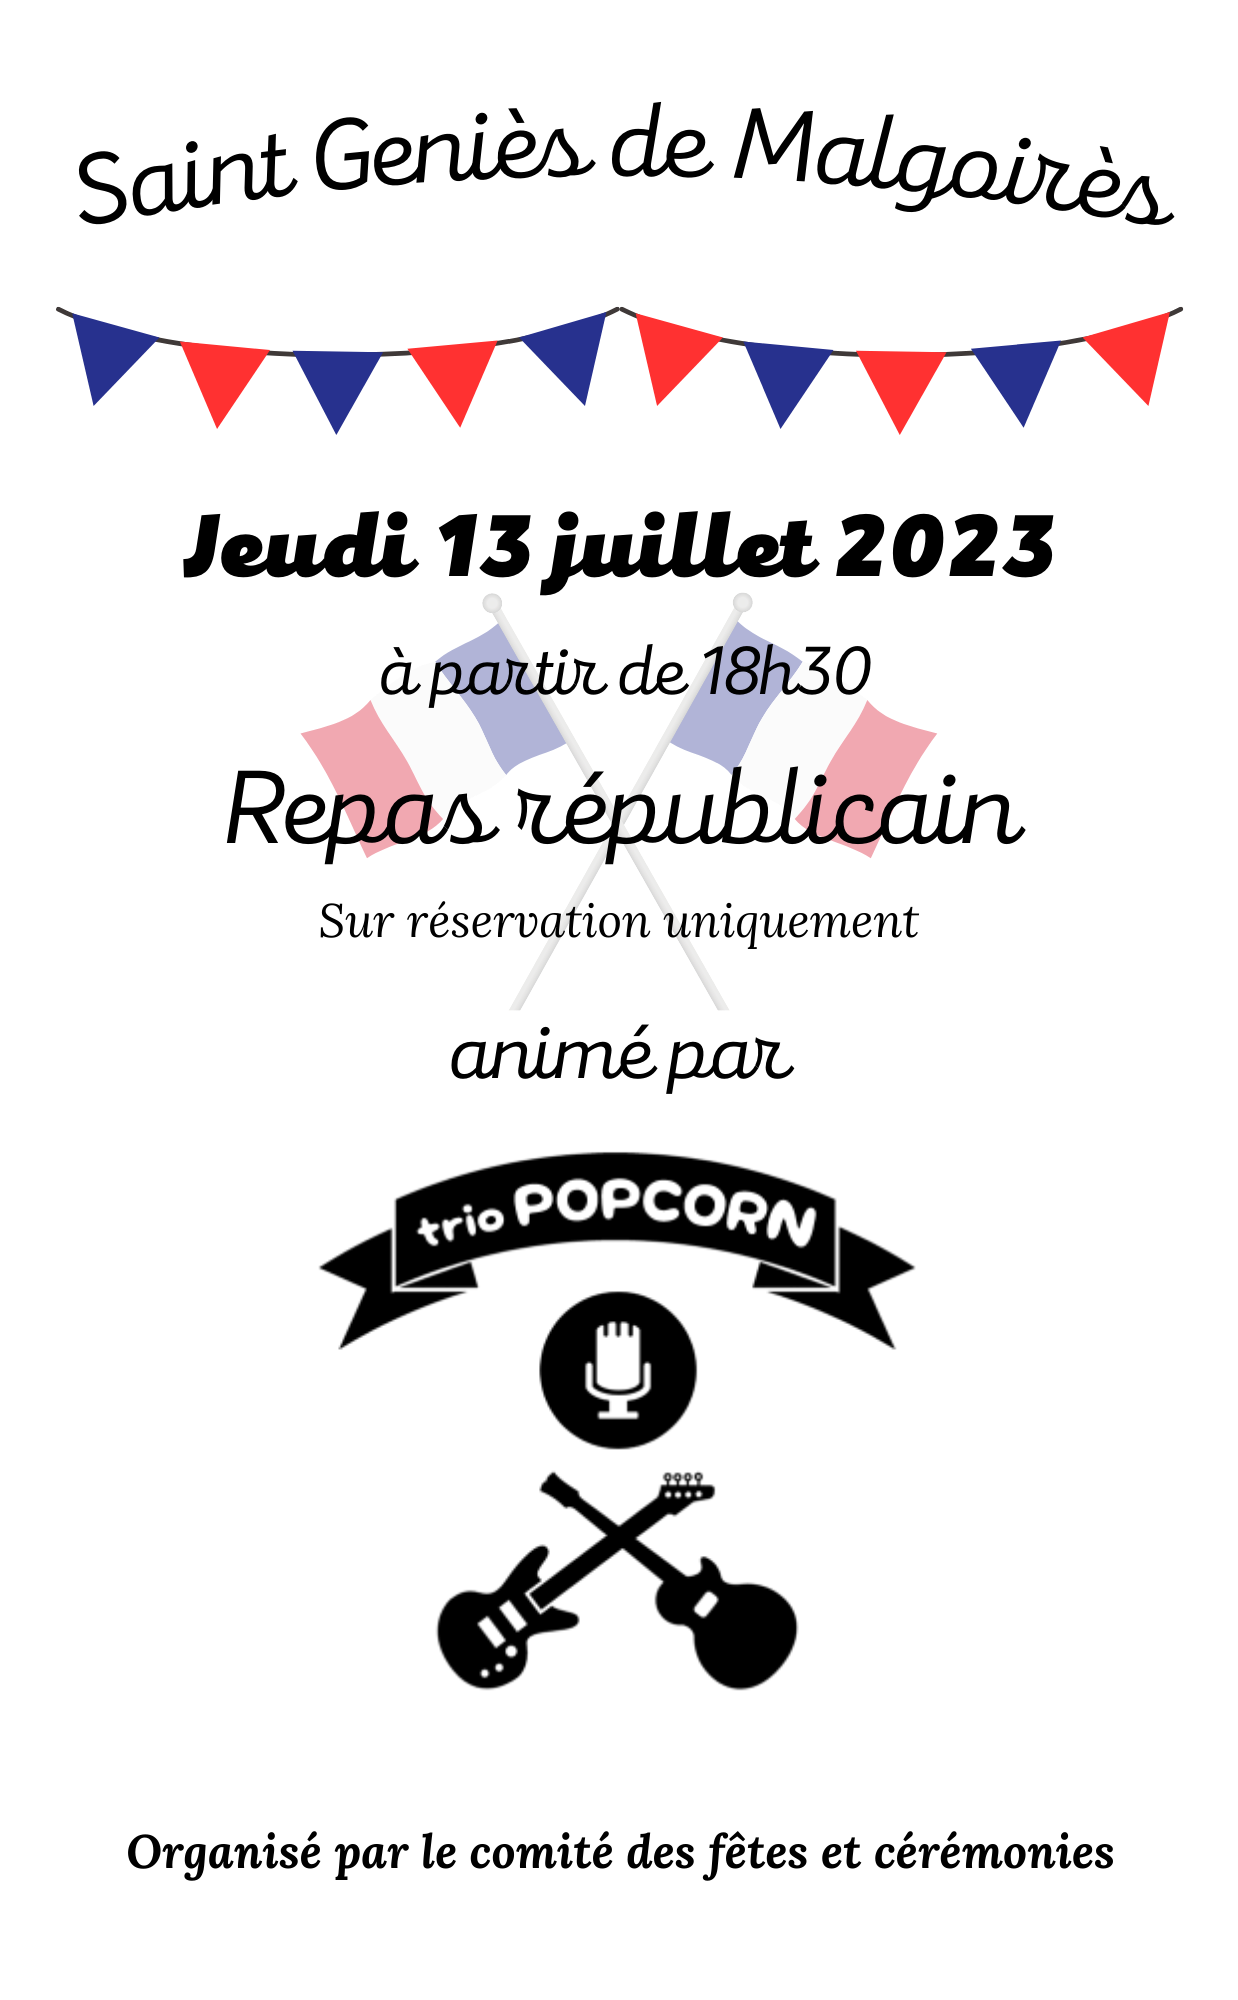 Saint Geniès de Malgoirès
Jeudi 13 juillet 2023
à partir de 18h30
Repas républicain
Sur réservation uniquement
animé par
trio POPCORN
Organisé par le comité des fêtes et cérémonies